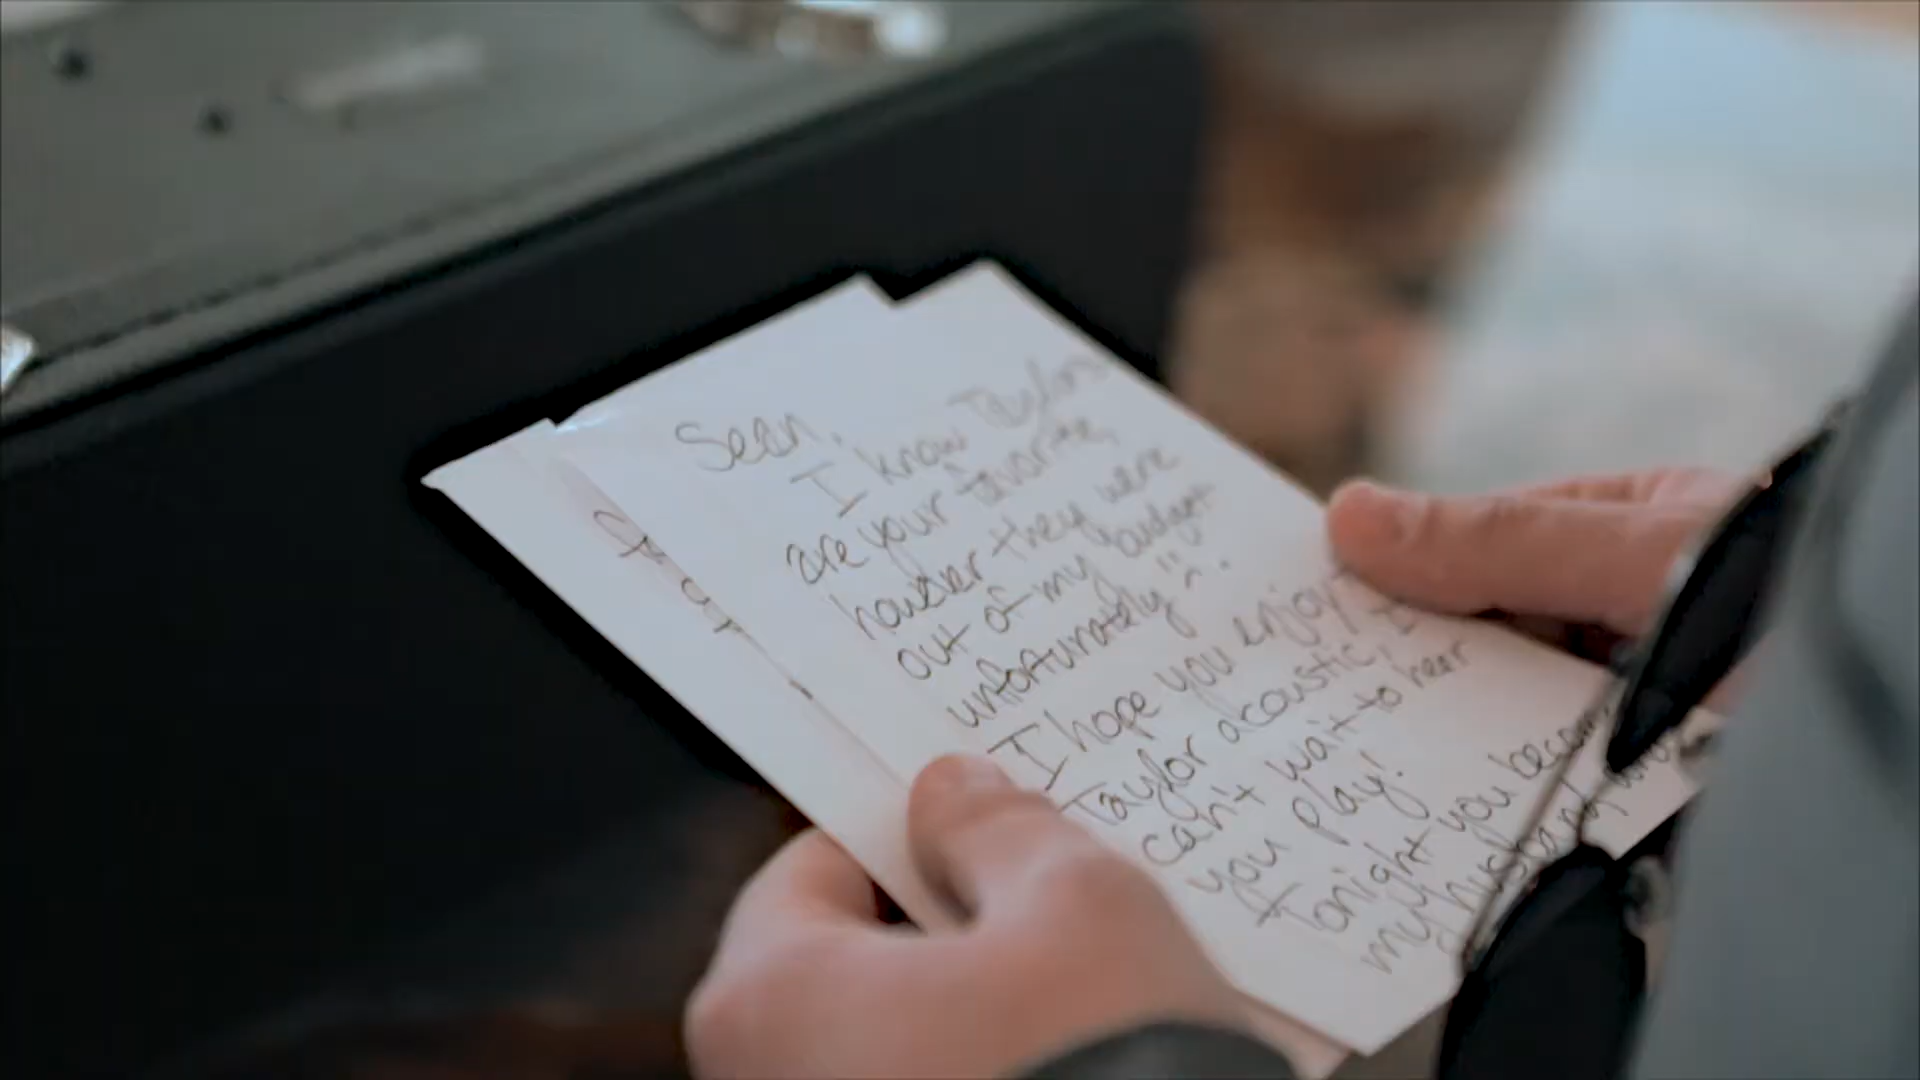 Sean,
I know Taylors
are your favorite,
howeer they were
out of my budget
unfortunately "~.
I hope you enjoy
Taylor acoustic, I
can't wait to hear
you play!
Tonight you become
my husband,